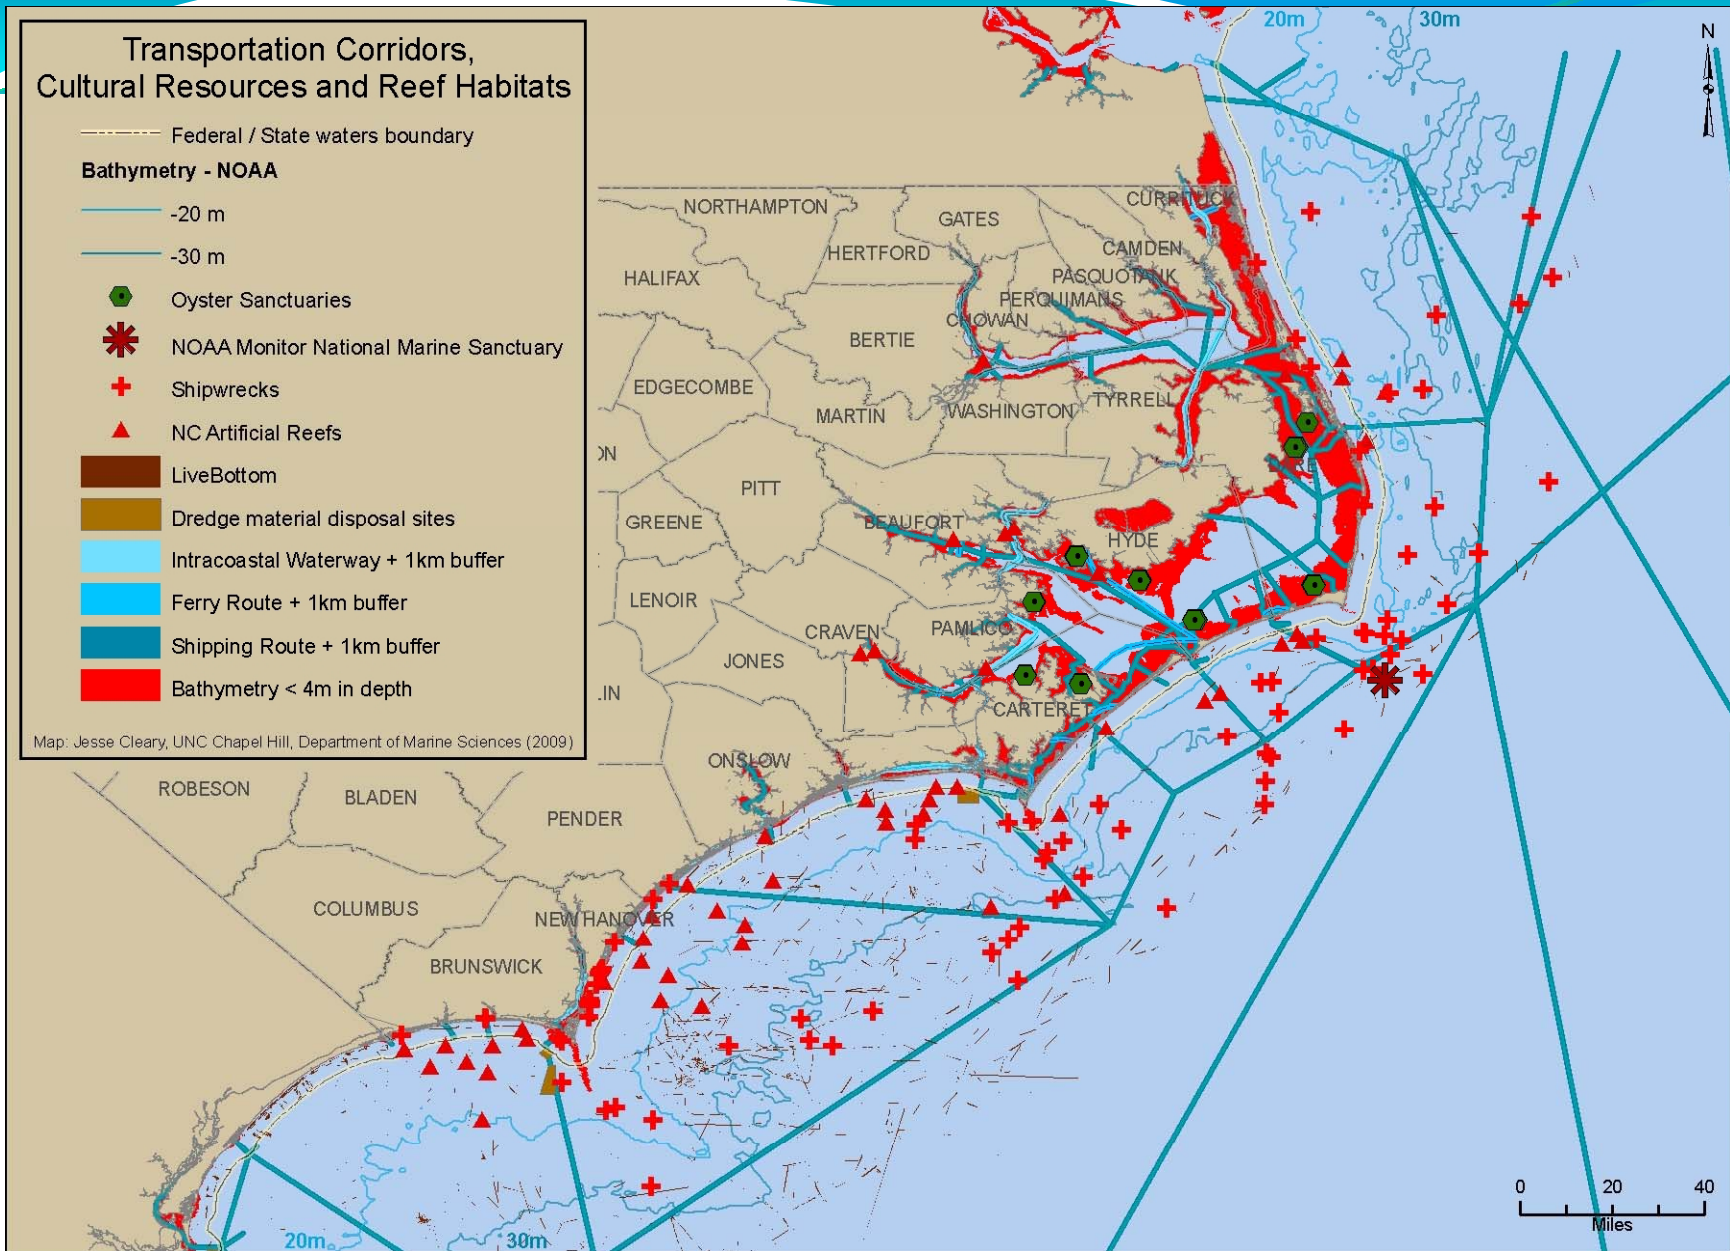 Transportation Corridors,
Cultural Resources and Reef Habitats
Federal / State waters boundary
Bathymetry - NOAA
-20 m
-30 m
Oyster Sanctuaries
NOAA Monitor National Marine Sanctuary
Shipwrecks
NC Artificial Reefs
LiveBottom
Dredge material disposal sites
Intracoastal Waterway + 1km buffer
Ferry Route + 1km buffer
Shipping Route + 1km buffer
Bathymetry < 4m in depth
Map: Jesse Cleary, UNC Chapel Hill, Department of Marine Sciences (2009)
20m
30m
N
NORTHAMPTON
GATES
CURRITUCK
HERTFORD
CAMDEN
HALIFAX
PASQUOTANK
PERQUIMANS
CHOWAN
BERTIE
EDGECOMBE
MARTIN
WASHINGTON
TYRRELL
ON
RE
PITT
GREENE
BEAUFORT
HYDE
LENOIR
CRAVEN
PAMLICO
JONES
LIN
CARTERET
ONSLOW
ROBESON
BLADEN
PENDER
COLUMBUS
NEW HANOVER
BRUNSWICK
0 20 40
Miles
20m
30m